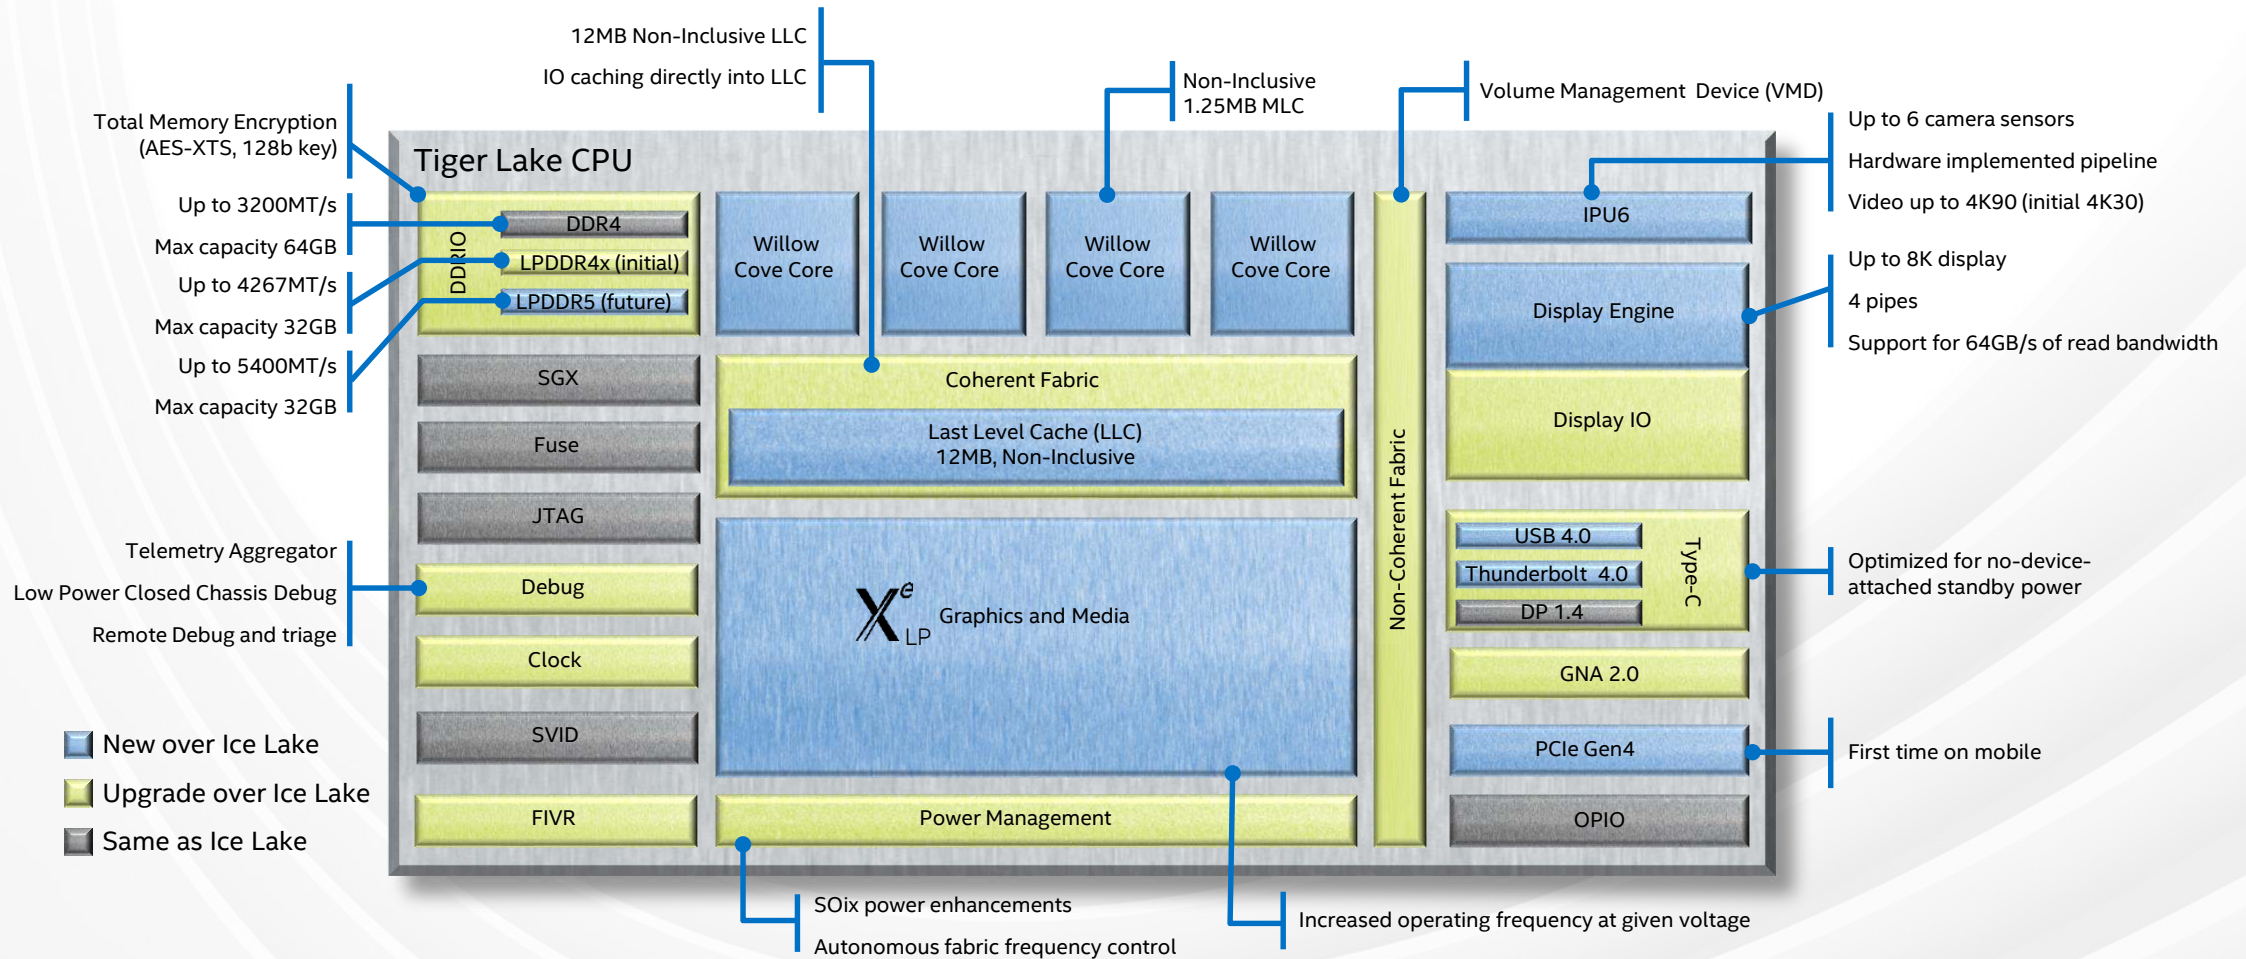 12MB Non-Inclusive LLC
IO caching directly into LLC
Non-Inclusive
1.25MB MLC
Volume Management Device (VMD)
Total Memory Encryption
(AES-XTS, 128b key)
Up to 3200MT/s
Max capacity 64GB
Up to 4267MT/s
Max capacity 32GB
Up to 5400MT/s
Max capacity 32GB
Telemetry Aggregator
Low Power Closed Chassis Debug
Remote Debug and triage
New over Ice Lake
Upgrade over Ice Lake
Same as Ice Lake
Tiger Lake CPU
DDRIO
DDR4
LPDDR4x (initial)
LPDDR5 (future)
SGX
Fuse
JTAG
Debug
Clock
SVID
FIVR
Willow
Cove Core
Willow
Cove Core
Willow
Cove Core
Willow
Cove Core
Coherent Fabric
Last Level Cache (LLC)
12MB, Non-Inclusive
Xe LP Graphics and Media
Power Management
Non-Coherent Fabric
IPU6
Display Engine
Display IO
USB 4.0
Thunderbolt 4.0
DP 1.4
Type-C
GNA 2.0
PCIe Gen4
OPIO
Up to 6 camera sensors
Hardware implemented pipeline
Video up to 4K90 (initial 4K30)
Up to 8K display
4 pipes
Support for 64GB/s of read bandwidth
Optimized for no-device-
attached standby power
First time on mobile
SOix power enhancements
Autonomous fabric frequency control
Increased operating frequency at given voltage